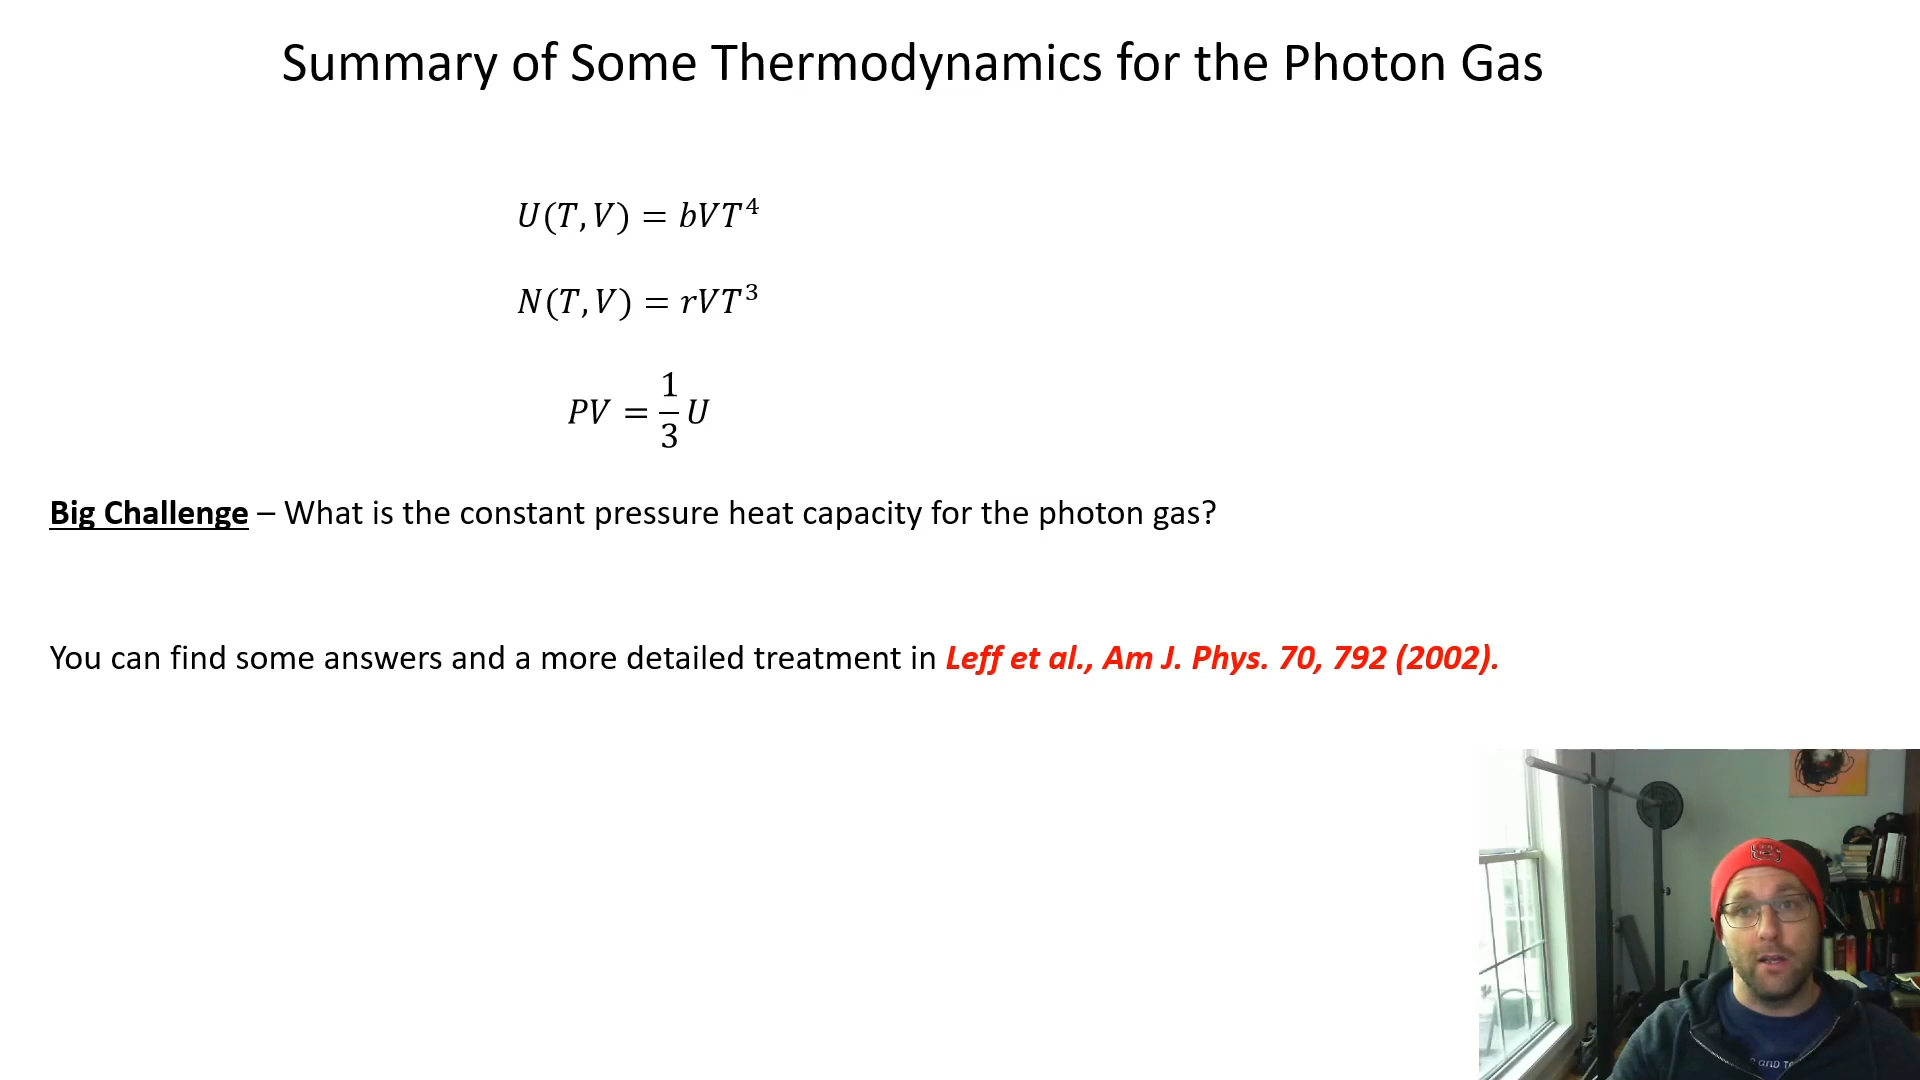 Summary of Some Thermodynamics for the Photon Gas
U(T,V) = bVT⁴
N(T,V) = rVT³
PV = 1/3 U
Big Challenge – What is the constant pressure heat capacity for the photon gas?
You can find some answers and a more detailed treatment in Leff et al., Am J. Phys. 70, 792 (2002).